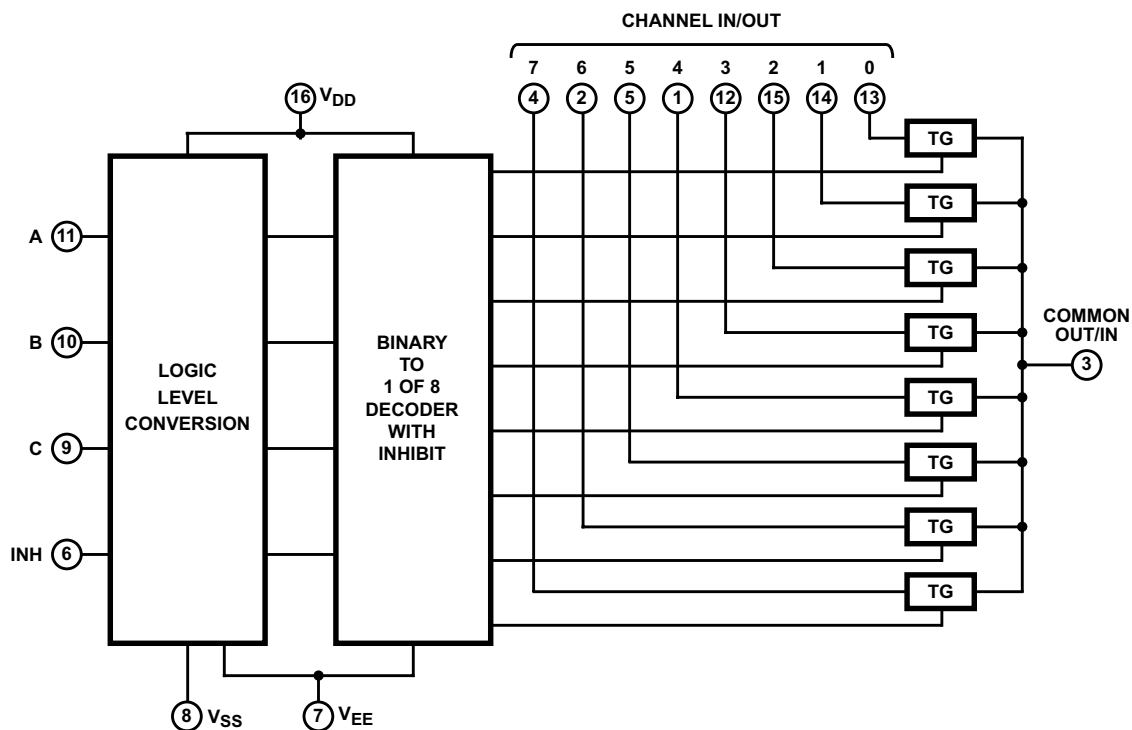 CHANNEL IN/OUT
7 6 5 4 3 2 1 0
4 2 5 1 12 15 14 13
16 VDD
TG
TG
A 11
TG
B 10
TG
COMMON
OUT/IN
3
LOGIC
LEVEL
CONVERSION
BINARY
TO
1 OF 8
DECODER
WITH
INHIBIT
TG
C 9
TG
TG
INH 6
TG
8 VSS
7 VEE